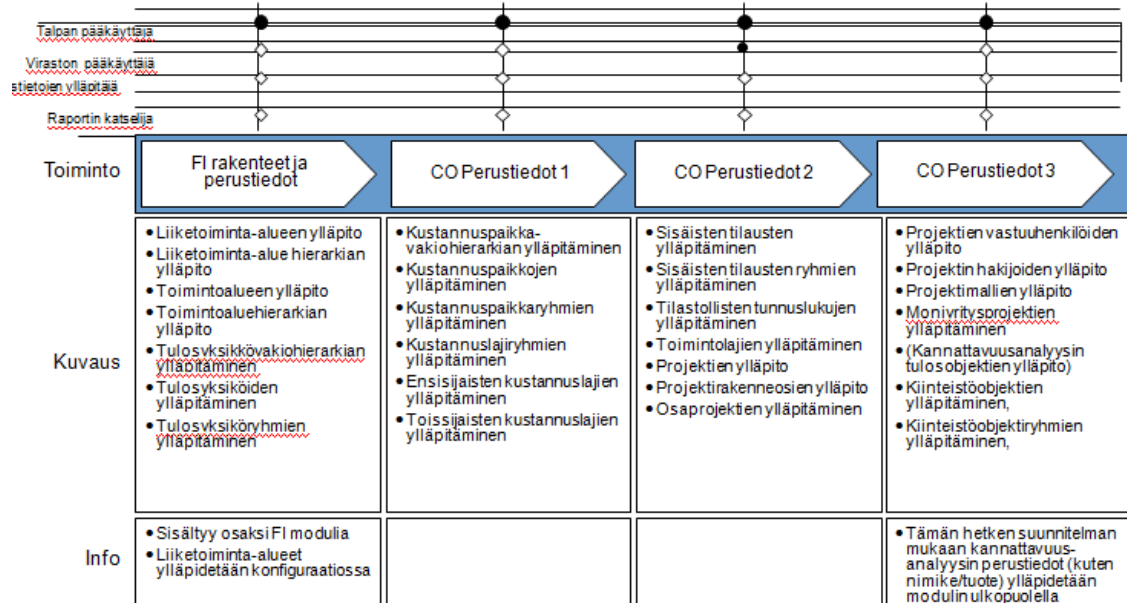 Talpan pääkäyttäjä
Viraston pääkäyttäjä
stietojen ylläpitäjä
Raportin katselija
Toiminto
FI rakenteet ja
perustiedot
CO Perustiedot 1
CO Perustiedot 2
CO Perustiedot 3
Kuvaus
• Liiketoiminta-alueen ylläpito
• Liiketoiminta-alue hierarkian
ylläpito
• Toimintoalueen ylläpito
• Toimintoaluehierarkian
ylläpito
• Tulosyksikkövakiohierarkian
ylläpitäminen
• Tulosyksiköiden
ylläpitäminen
• Tulosyksiköryhmien
ylläpitäminen
• Kustannuspaikka-
vakiohierarkian ylläpitäminen
• Kustannuspaikkojen
ylläpitäminen
• Kustannuspaikkaryhmien
ylläpitäminen
• Kustannuslajiryhmien
ylläpitäminen
• Ensisijaisten kustannuslajien
ylläpitäminen
• Toissijaisten kustannuslajien
ylläpitäminen
• Sisäisten tilausten
ylläpitäminen
• Sisäisten tilausten ryhmien
ylläpitäminen
• Tilastollisten tunnuslukujen
ylläpitäminen
• Toimintolajien ylläpitäminen
• Projektien ylläpito
• Projektirakenneosien ylläpito
• Osaprojektien ylläpitäminen
• Projektien vastuuhenkilöiden
ylläpito
• Projektin hakijoiden ylläpito
• Projektimallien ylläpito
• Monivritysprojektien
ylläpitäminen
• (Kannattavuusanalyysin
tulosobjektien ylläpito)
• Kiinteistöobjektien
ylläpitäminen,
• Kiinteistöobjektiryhmien
ylläpitäminen,
Info
• Sisältyy osaksi FI modulia
• Liiketoiminta-alueet
ylläpidetään konfiguraatiossa
• Tämän hetken suunnitelman
mukaan kannattavuus-
analyysin perustiedot (kuten
nimike/tuote) ylläpidetään
modulin ulkopuolella